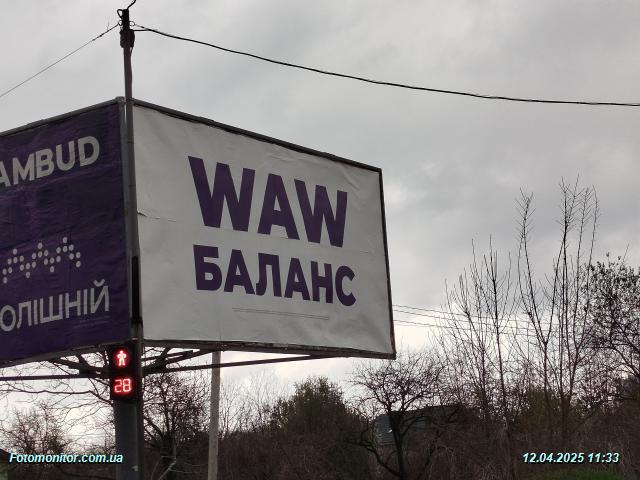 AMBUD
ОЛІШНІЙ
WAW
БАЛАНС
28
Fotomonitor.com.ua
12.04.2025 11:33